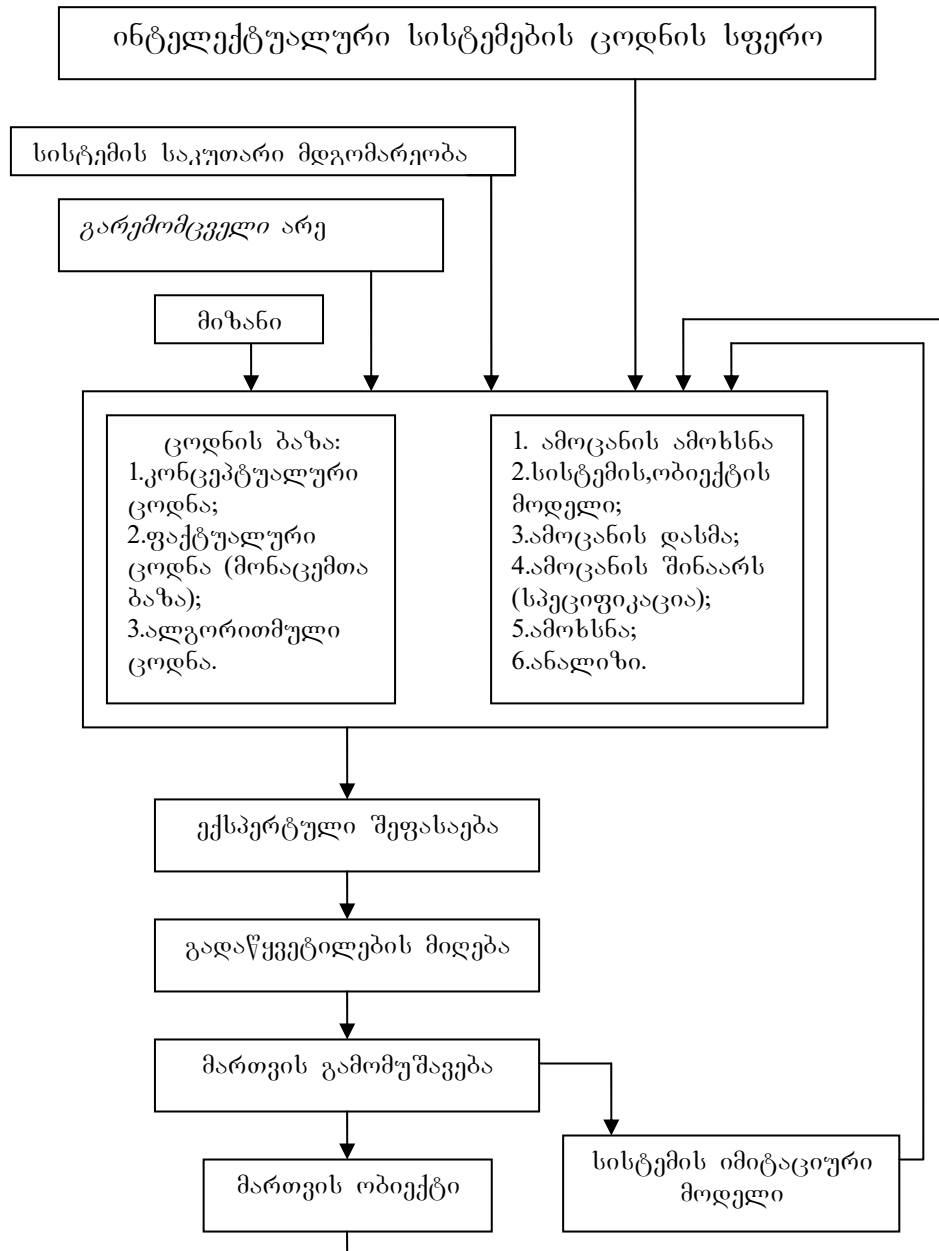 ინტელექტუალური სისტემების ცოდნის სფერო
სისტემის საკუთარი მდგომარეობა
გარემომცველი არე
მიზანი
ცოდნის ბაზა:
1.კონცეპტუალური
ცოდნა;
2.ფაქტუალური
ცოდნა (მონაცემთა
ბაზა);
3.ალგორითმული
ცოდნა.
1. ამოცანის ამოხსნა
2.სისტემის,ობიექტის
მოდელი;
3.ამოცანის დასმა;
4.ამოცანის შინაარს
(სპეციფიკაცია);
5.ამოხსნა;
6.ანალიზი.
ექსპერტული შეფასაება
გადაწყვეტილების მიღება
მართვის გამომუშავება
მართვის ობიექტი
სისტემის იმიტაციური
მოდელი